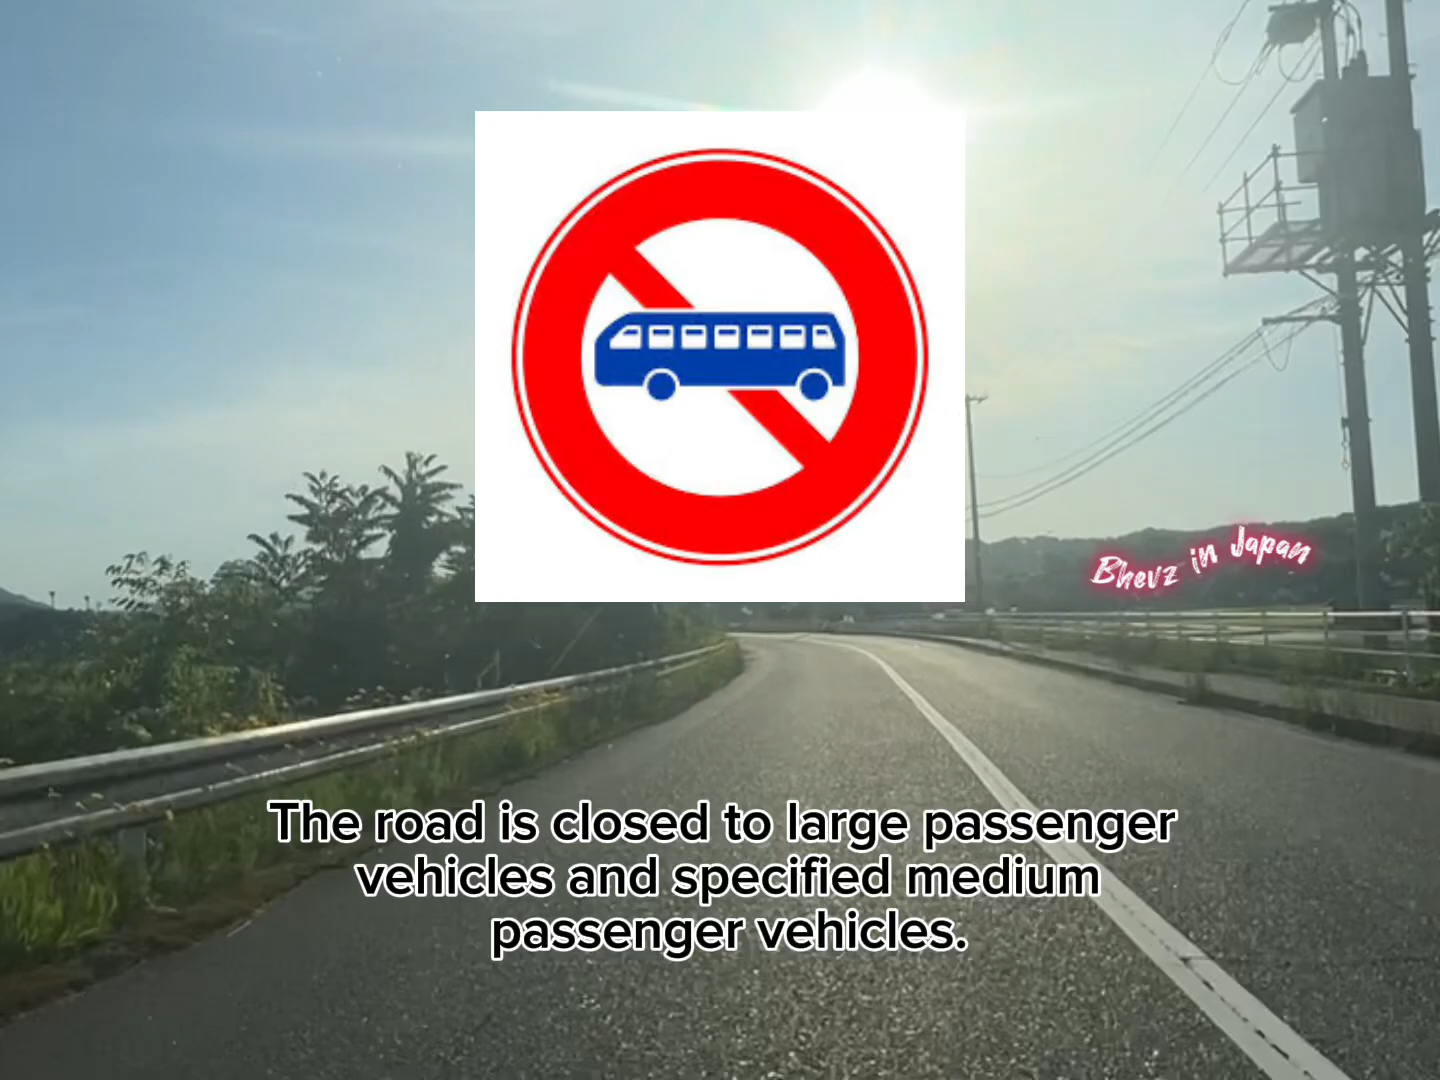 Bhevz in Japan
The road is closed to large passenger
vehicles and specified medium
passenger vehicles.